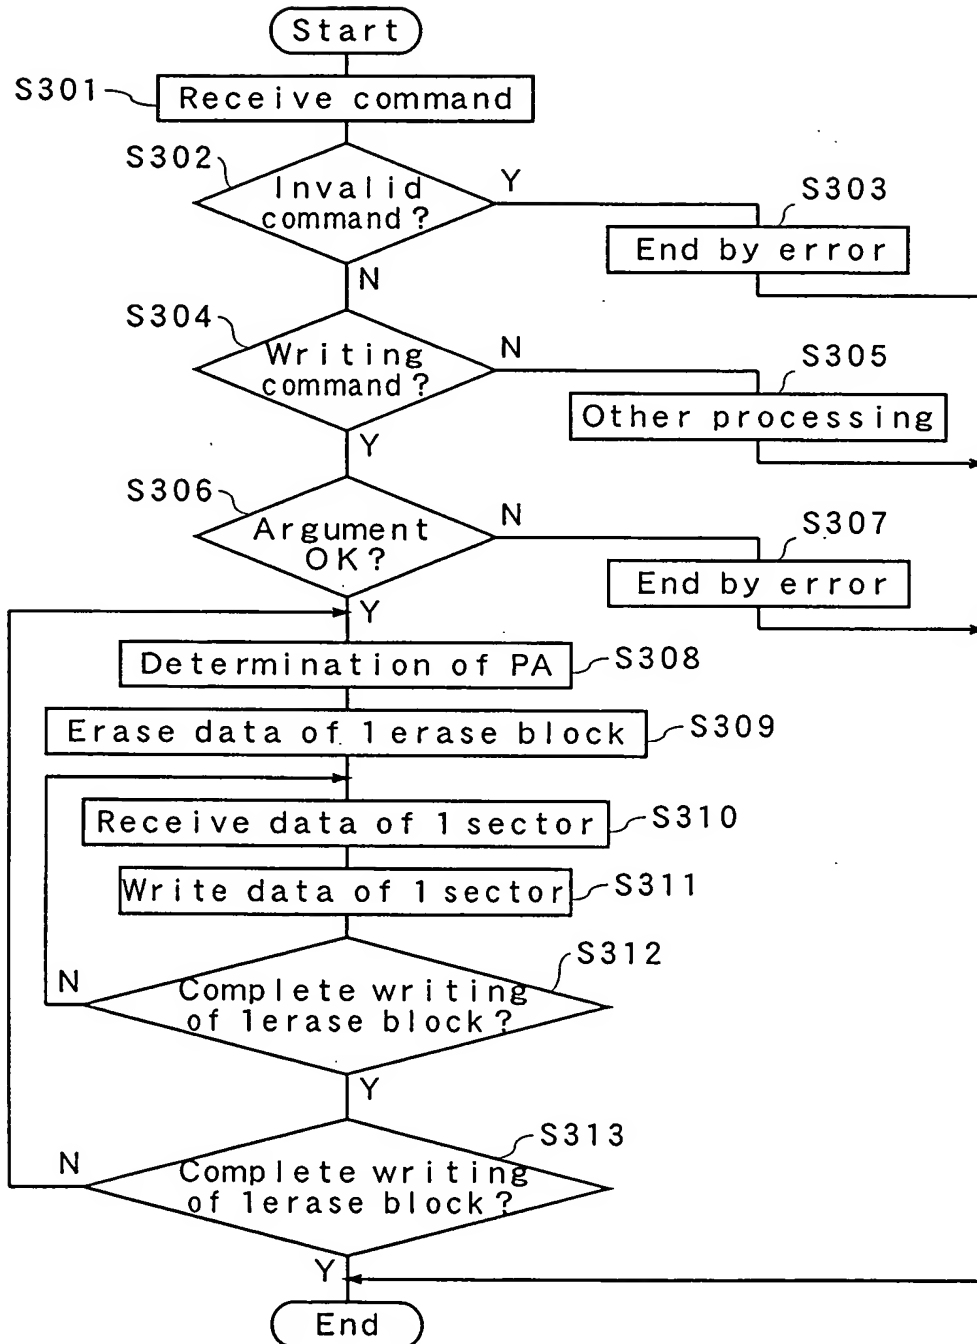 Start
S301
Receive command
S302
Invalid
command?
Y
N
S303
End by error
S304
Writing
command?
N
Y
S305
Other processing
S306
Argument
OK?
N
Y
S307
End by error
Determination of PA
S308
Erase data of 1erase block
S309
Receive data of 1 sector
S310
Write data of 1 sector
S311
S312
Complete writing
of 1erase block?
N
Y
S313
Complete writing
of 1erase block?
N
Y
End